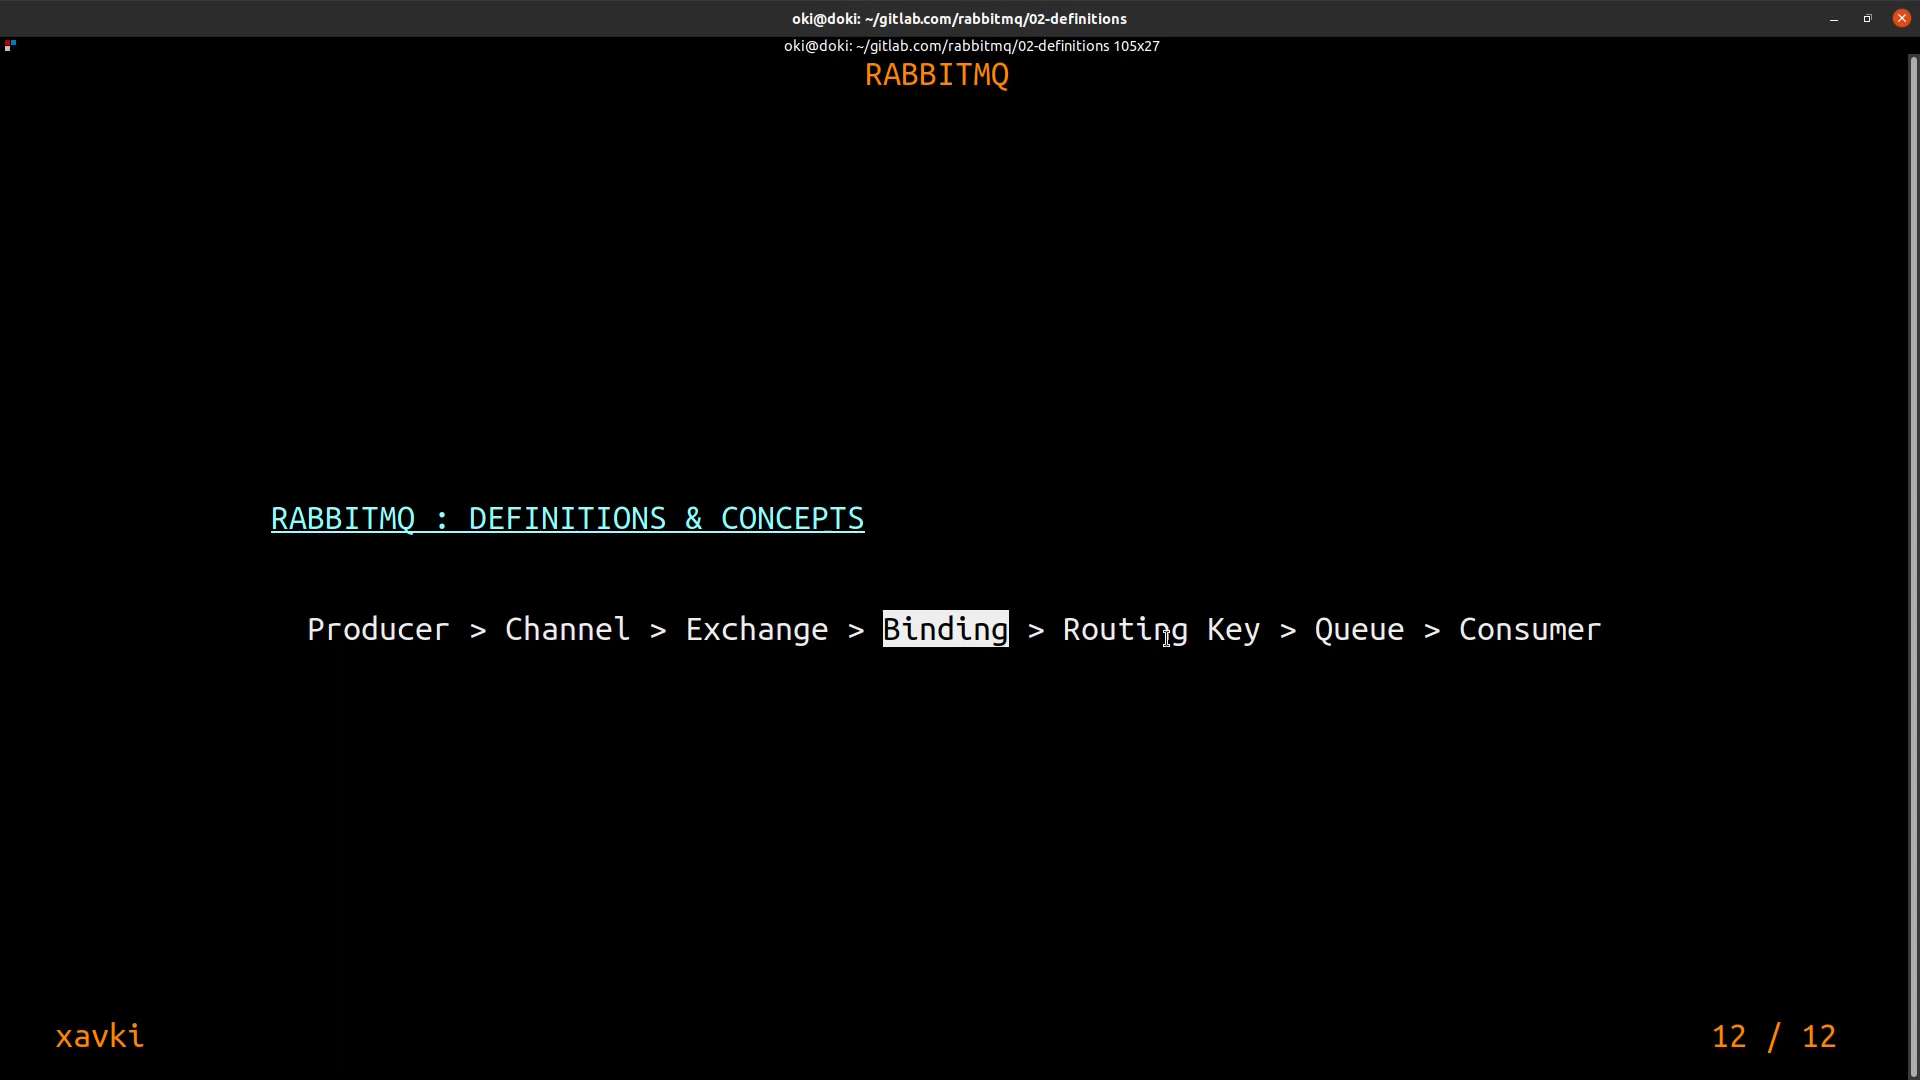 oki@doki: ~/gitlab.com/rabbitmq/02-definitions
oki@doki: ~/gitlab.com/rabbitmq/02-definitions 105x27
RABBITMQ
RABBITMQ : DEFINITIONS & CONCEPTS
Producer > Channel > Exchange > Binding > Routing Key > Queue > Consumer
xavki
12 / 12